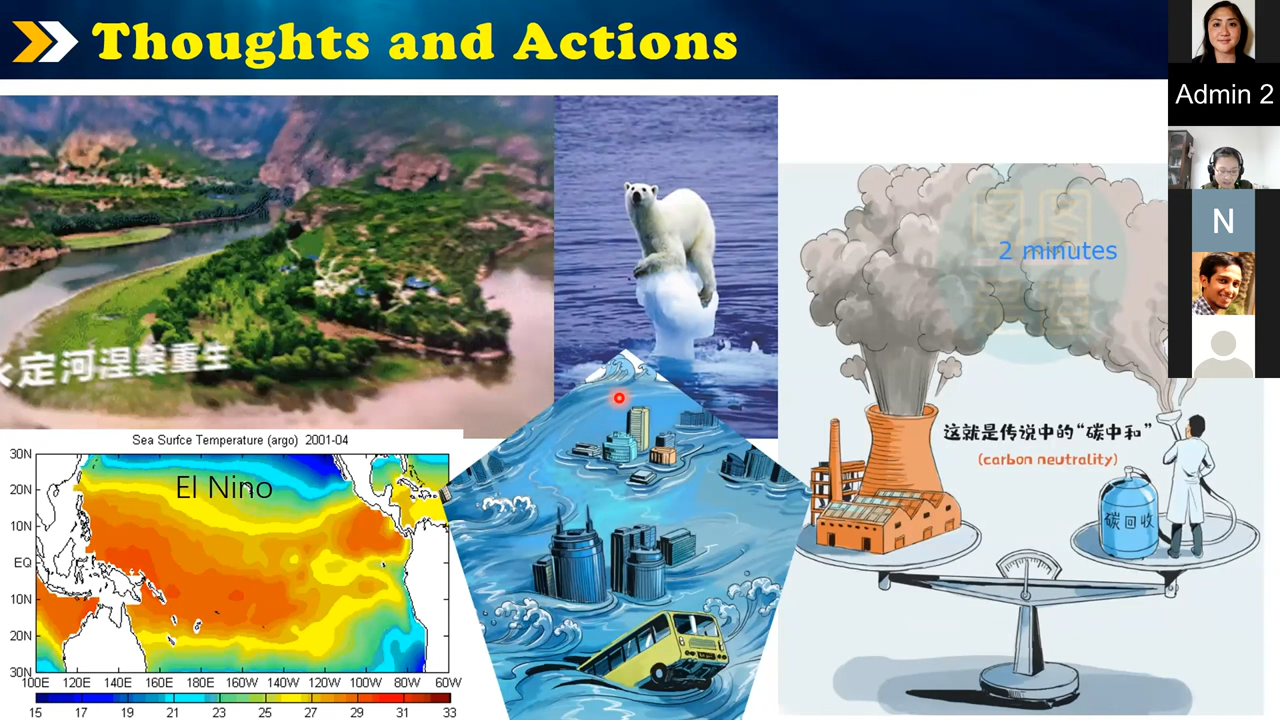 Thoughts and Actions
Admin 2
N
2 minutes
永定河涅槃重生
这就是传说中的“碳中和”
(carbon neutrality)
碳回收
Sea Surfce Temperature (argo) 2001-04
El Nino
30N
20N
10N
EQ
10N
20N
30N
100E 120E 140E 160E 180E 160W 140W 120W 100W 80W 60W
15 17 19 21 23 25 27 29 31 33